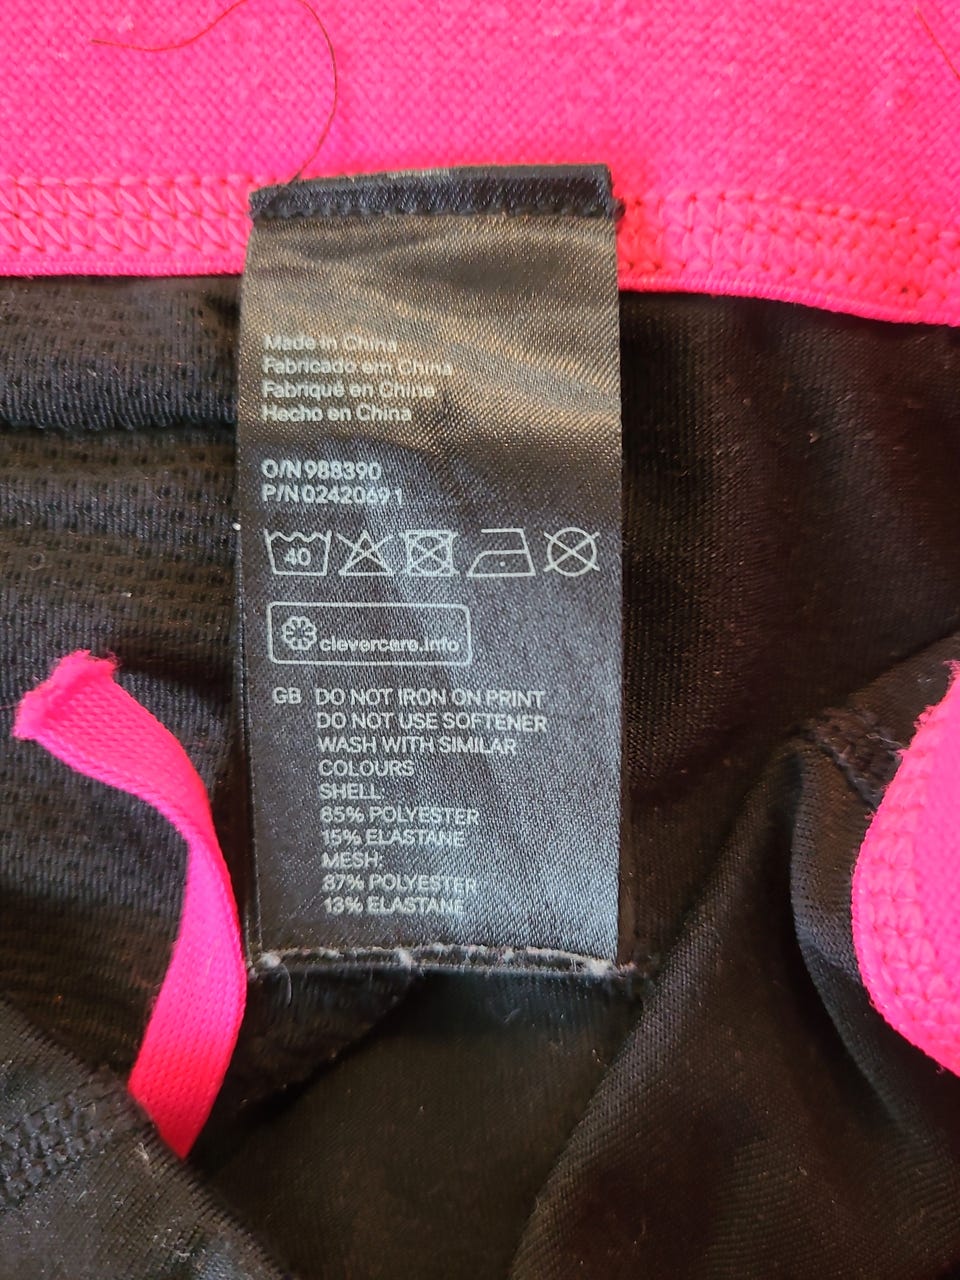 Made in China
Fabricado em China
Fabriqué en Chine
Hecho en China
O/N 988390
P/N 02420691
40
clevercare.info
GB DO NOT IRON ON PRINT
DO NOT USE SOFTENER
WASH WITH SIMILAR
COLOURS
SHELL:
85% POLYESTER
15% ELASTANE
MESH:
87% POLYESTER
13% ELASTANE